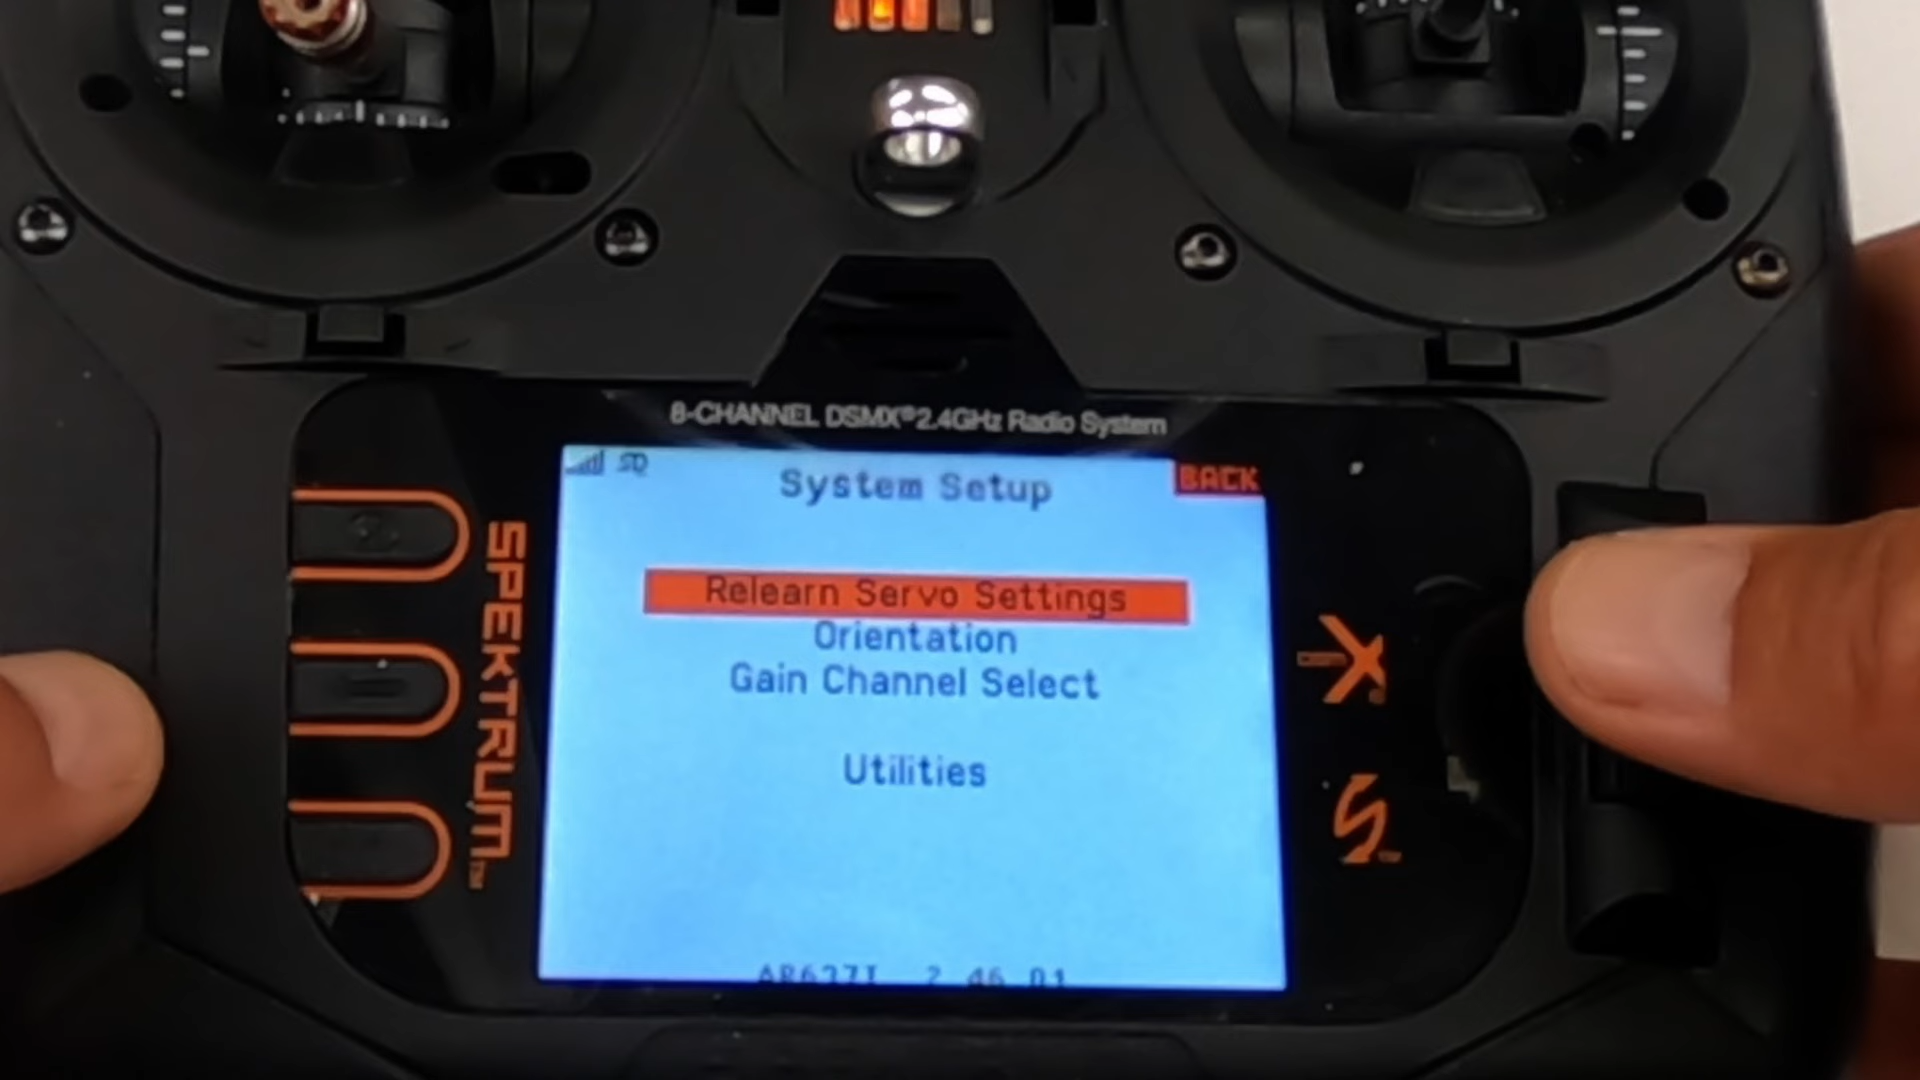 8-CHANNEL DSMX® 2.4GHz Radio System
SD
System Setup
BACK
Relearn Servo Settings
Orientation
Gain Channel Select
Utilities
SPEKTRUM™